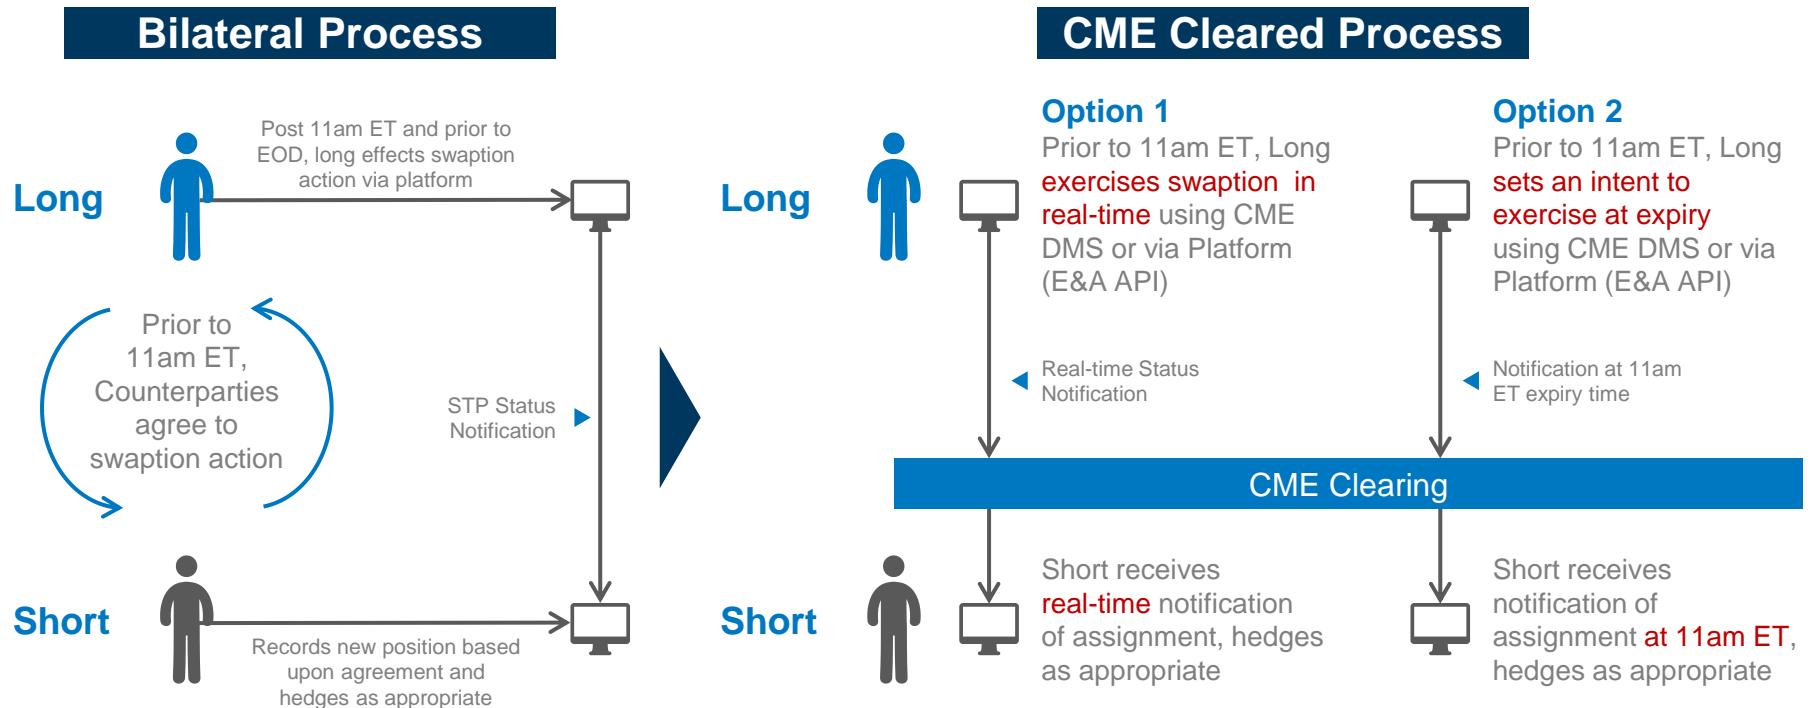 Bilateral Process
Post 11am ET and prior to
EOD, long effects swaption
action via platform
Long
Prior to
11am ET,
Counterparties
agree to
swaption action
STP Status
Notification
Short
Records new position based
upon agreement and
hedges as appropriate
CME Cleared Process
Long
Option 1
Prior to 11am ET, Long
exercises swaption in
real-time using CME
DMS or via Platform
(E&A API)
Option 2
Prior to 11am ET, Long
sets an intent to
exercise at expiry
using CME DMS or via
Platform (E&A API)
Real-time Status
Notification
Notification at 11am
ET expiry time
CME Clearing
Short
Short receives
real-time notification
of assignment, hedges
as appropriate
Short receives
notification of
assignment at 11am ET,
hedges as appropriate